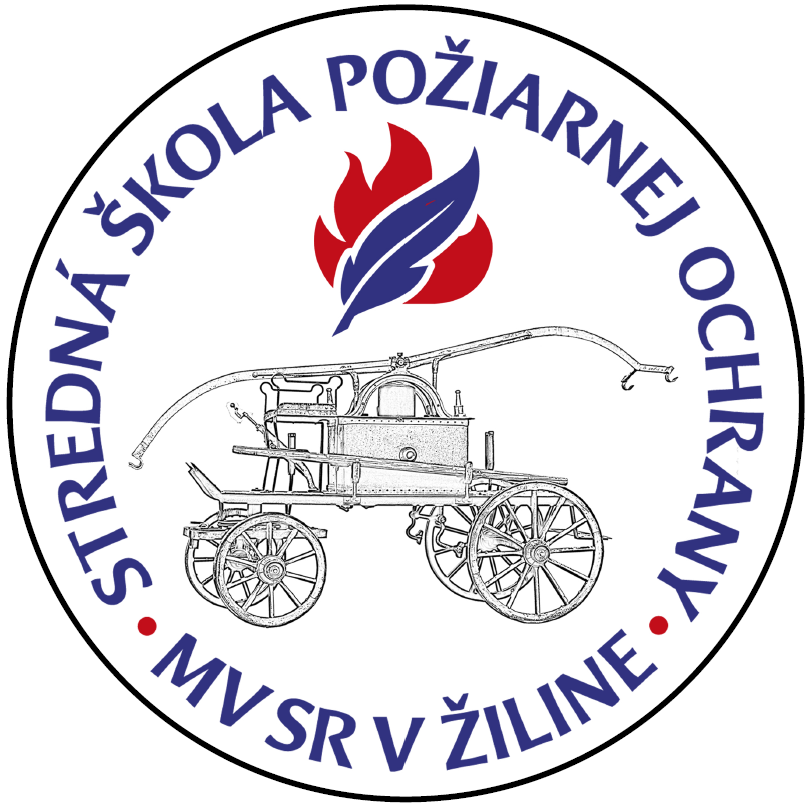 STREDNÁ ŠKOLA POŽIARNEJ OCHRANY
MV SR V ŽILINE